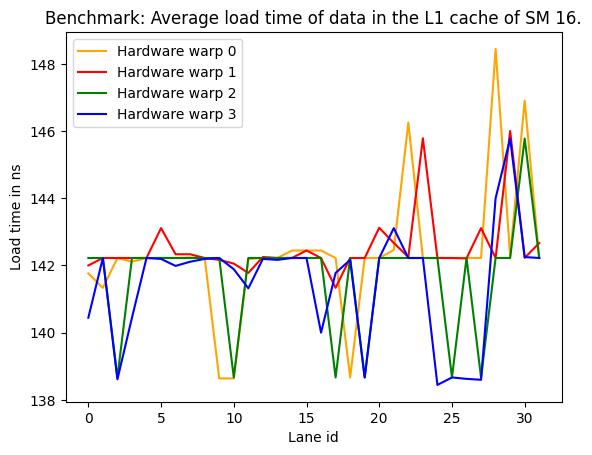 Benchmark: Average load time of data in the L1 cache of SM 16.
Hardware warp 0
Hardware warp 1
Hardware warp 2
Hardware warp 3
Load time in ns
148
146
144
142
140
138
0 5 10 15 20 25 30
Lane id